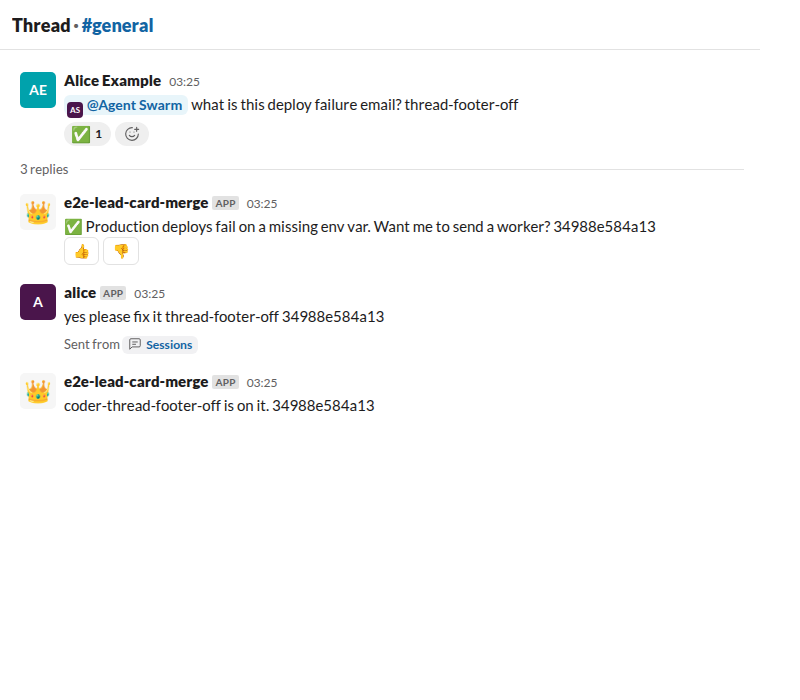 Thread • #general
AE
Alice Example 03:25
AS @Agent Swarm what is this deploy failure email? thread-footer-off
✅ 1
3 replies
e2e-lead-card-merge APP 03:25
✅ Production deploys fail on a missing env var. Want me to send a worker? 34988e584a13
👍 👎
A
alice APP 03:25
yes please fix it thread-footer-off 34988e584a13
Sent from Sessions
e2e-lead-card-merge APP 03:25
coder-thread-footer-off is on it. 34988e584a13